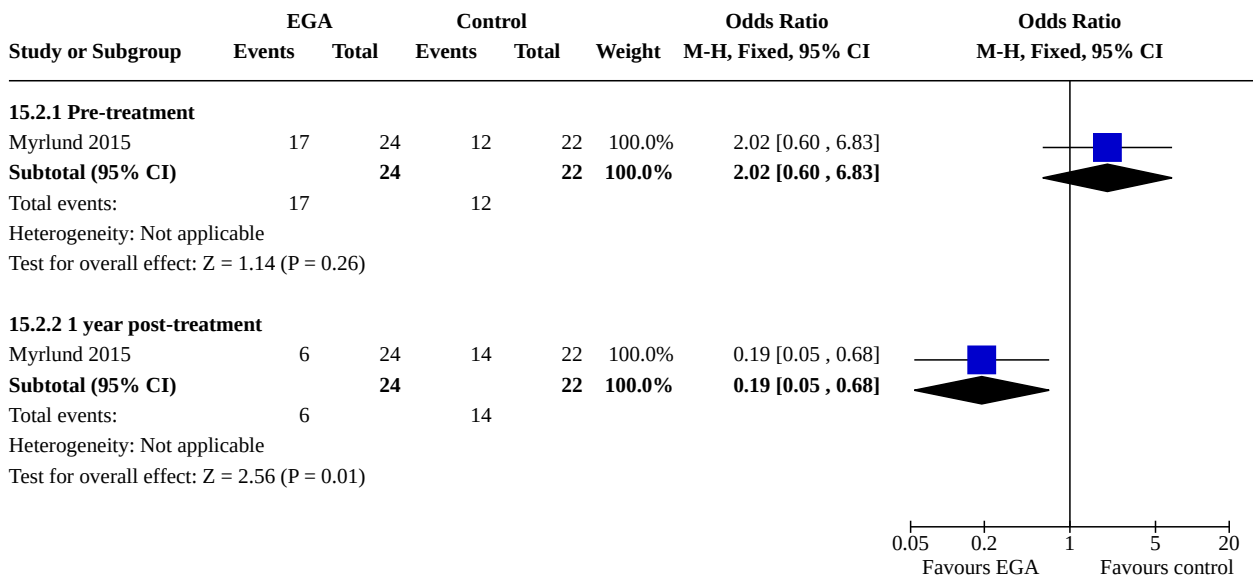 EGA Control Odds Ratio Odds Ratio
Study or Subgroup Events Total Events Total Weight M-H, Fixed, 95% CI M-H, Fixed, 95% CI
15.2.1 Pre-treatment
Myrlund 2015 17 24 12 22 100.0% 2.02 [0.60 , 6.83]
Subtotal (95% CI) 24 22 100.0% 2.02 [0.60 , 6.83]
Total events: 17 12
Heterogeneity: Not applicable
Test for overall effect: Z = 1.14 (P = 0.26)
15.2.2 1 year post-treatment
Myrlund 2015 6 24 14 22 100.0% 0.19 [0.05 , 0.68]
Subtotal (95% CI) 24 22 100.0% 0.19 [0.05 , 0.68]
Total events: 6 14
Heterogeneity: Not applicable
Test for overall effect: Z = 2.56 (P = 0.01)
0.05 0.2 1 5 20
Favours EGA Favours control